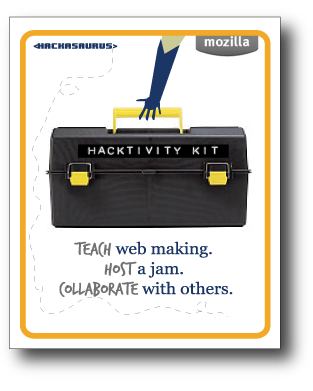 <HACKASAURUS>
mozilla
HACKTIVITY KIT
TEACH web making.
HOST a jam.
COLLABORATE with others.